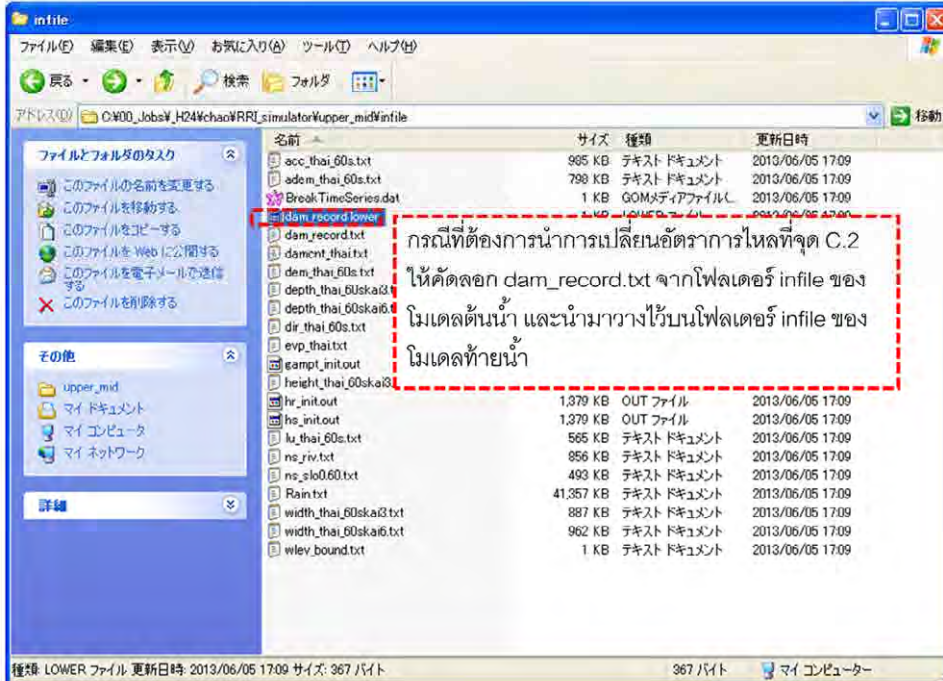 infile
ファイル(F) 編集(E) 表示(V) お気に入り(A) ツール(T) ヘルプ(H)
戻る 検索 フォルダ
アドレス(D) C:¥00_Jobs¥_H24¥chao¥RRI_simulator¥upper_mid¥infile 移動
ファイルとフォルダのタスク
このファイルの名前を変更する
このファイルを移動する
このファイルをコピーする
このファイルを Web に公開する
このファイルを電子メールで送信する
このファイルを削除する
その他
upper_mid
マイ ドキュメント
マイ コンピュータ
マイ ネットワーク
詳細
名前 サイズ 種類 更新日時
acc_thai_60s.txt 985 KB テキスト ドキュメント 2013/06/05 17:09
adem_thai_60s.txt 798 KB テキスト ドキュメント 2013/06/05 17:09
BreakTimeSeries.dat 1 KB GOMメディアファイル(. 2013/06/05 17:09
dam_record.lower 1 KB LOWER ファイル 2013/06/05 17:09
dam_record.txt
damcnt_thai.txt
dem_thai_60s.txt
depth_thai_60skai3.t
depth_thai_60skai6.t
dir_thai_60s.txt
evp_thai.txt
gampt_init.out
height_thai_60skai3.
hr_init.out 1,379 KB OUT ファイル 2013/06/05 17:09
hs_init.out 1,379 KB OUT ファイル 2013/06/05 17:09
lu_thai_60s.txt 565 KB テキスト ドキュメント 2013/06/05 17:09
ns_riv.txt 856 KB テキスト ドキュメント 2013/06/05 17:09
ns_slo0.60.txt 493 KB テキスト ドキュメント 2013/06/05 17:09
Rain.txt 41,357 KB テキスト ドキュメント 2013/06/05 17:09
width_thai_60skai3.txt 887 KB テキスト ドキュメント 2013/06/05 17:09
width_thai_60skai6.txt 962 KB テキスト ドキュメント 2013/06/05 17:09
wlev_bound.txt 1 KB テキスト ドキュメント 2013/06/05 17:09
กรณีที่ต้องการนำการเปลี่ยนอัตราการไหลที่จุด C.2
ให้คัดลอก dam_record.txt จากโฟลเดอร์ infile ของ
โมเดลต้นน้ำ และนำมาวางไว้บนโฟลเดอร์ infile ของ
โมเดลท้ายน้ำ
種類: LOWER ファイル 更新日時: 2013/06/05 17:09 サイズ: 367 バイト 367 バイト マイ コンピューター